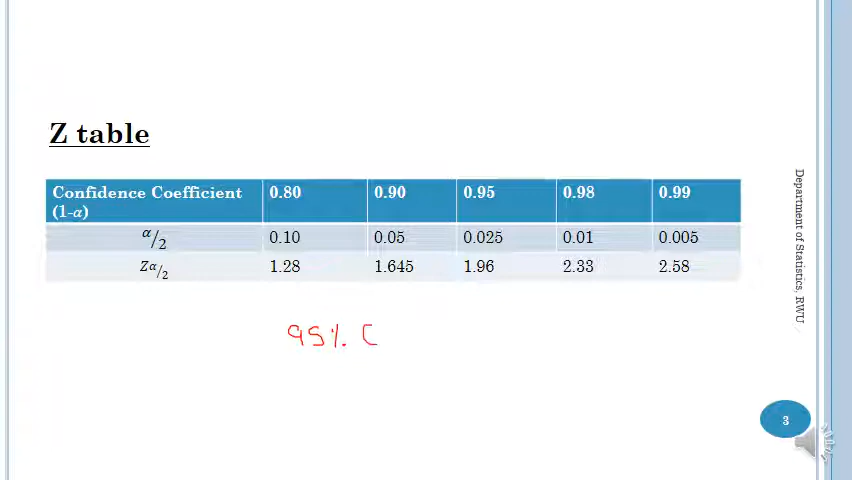 Z table
Confidence Coefficient (1-α) 0.80 0.90 0.95 0.98 0.99
α/2 0.10 0.05 0.025 0.01 0.005
Zα/2 1.28 1.645 1.96 2.33 2.58
95% C
Department of Statistics, RWU
3